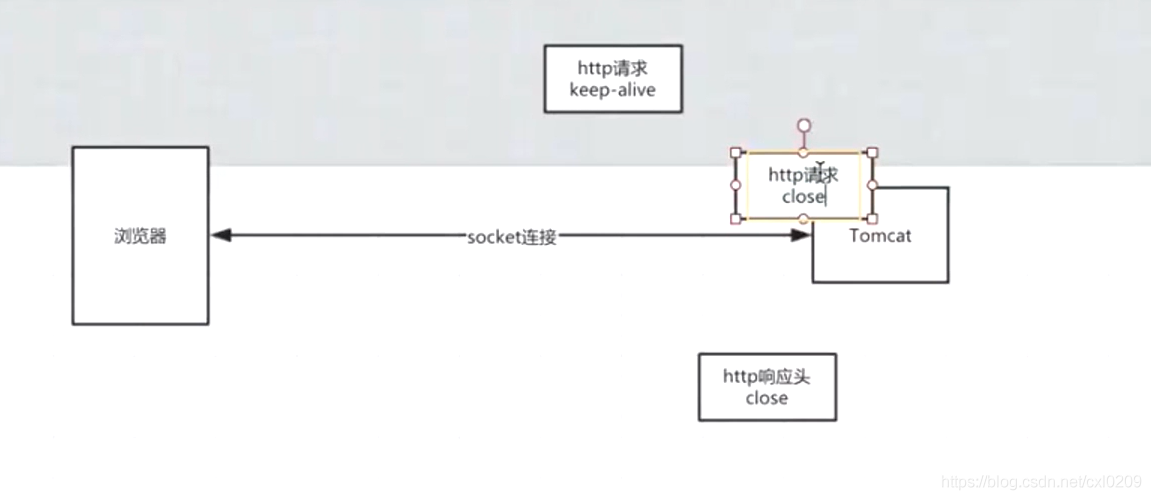 http请求
keep-alive
http请求
close
浏览器
socket连接
Tomcat
http响应头
close
https://blog.csdn.net/cxl0209